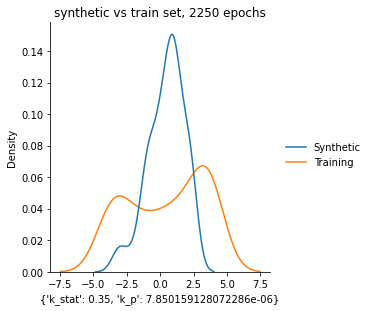 synthetic vs train set, 2250 epochs
0.14
0.12
0.10
0.08
0.06
0.04
0.02
0.00
Density
−7.5 −5.0 −2.5 0.0 2.5 5.0 7.5
{'k_stat': 0.35, 'k_p': 7.850159128072286e-06}
Synthetic
Training